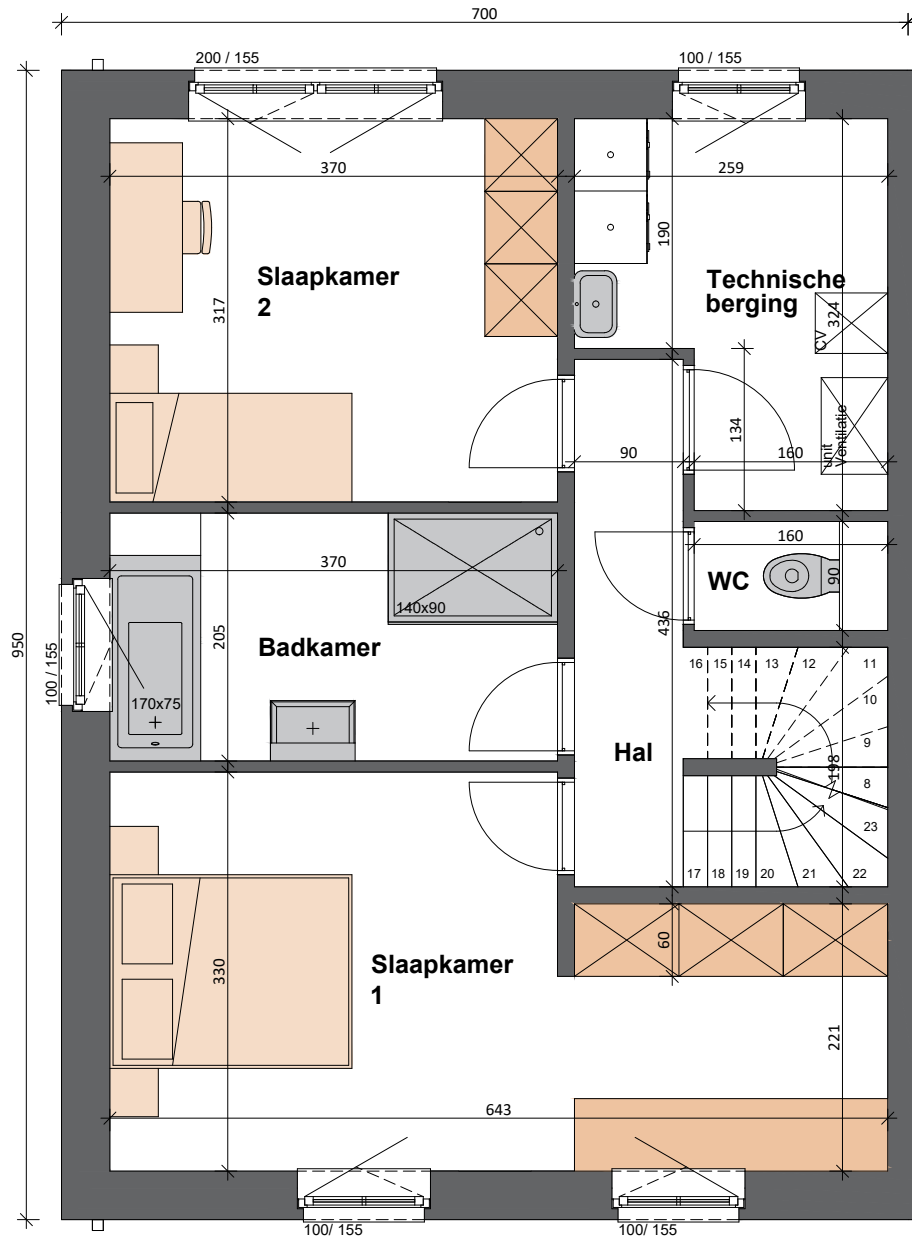 700
200 / 155
100 / 155
370
259
190
Slaapkamer
2
Technische
berging
317
324
CV
134
unit
Ventilatie
90
160
160
WC
90
370
140x90
950
436
205
Badkamer
100 / 155
170x75
16 15 14 13 12 11
10
9
Hal
198
8
23
17 18 19 20 21 22
60
Slaapkamer
1
330
221
643
100/ 155
100/ 155